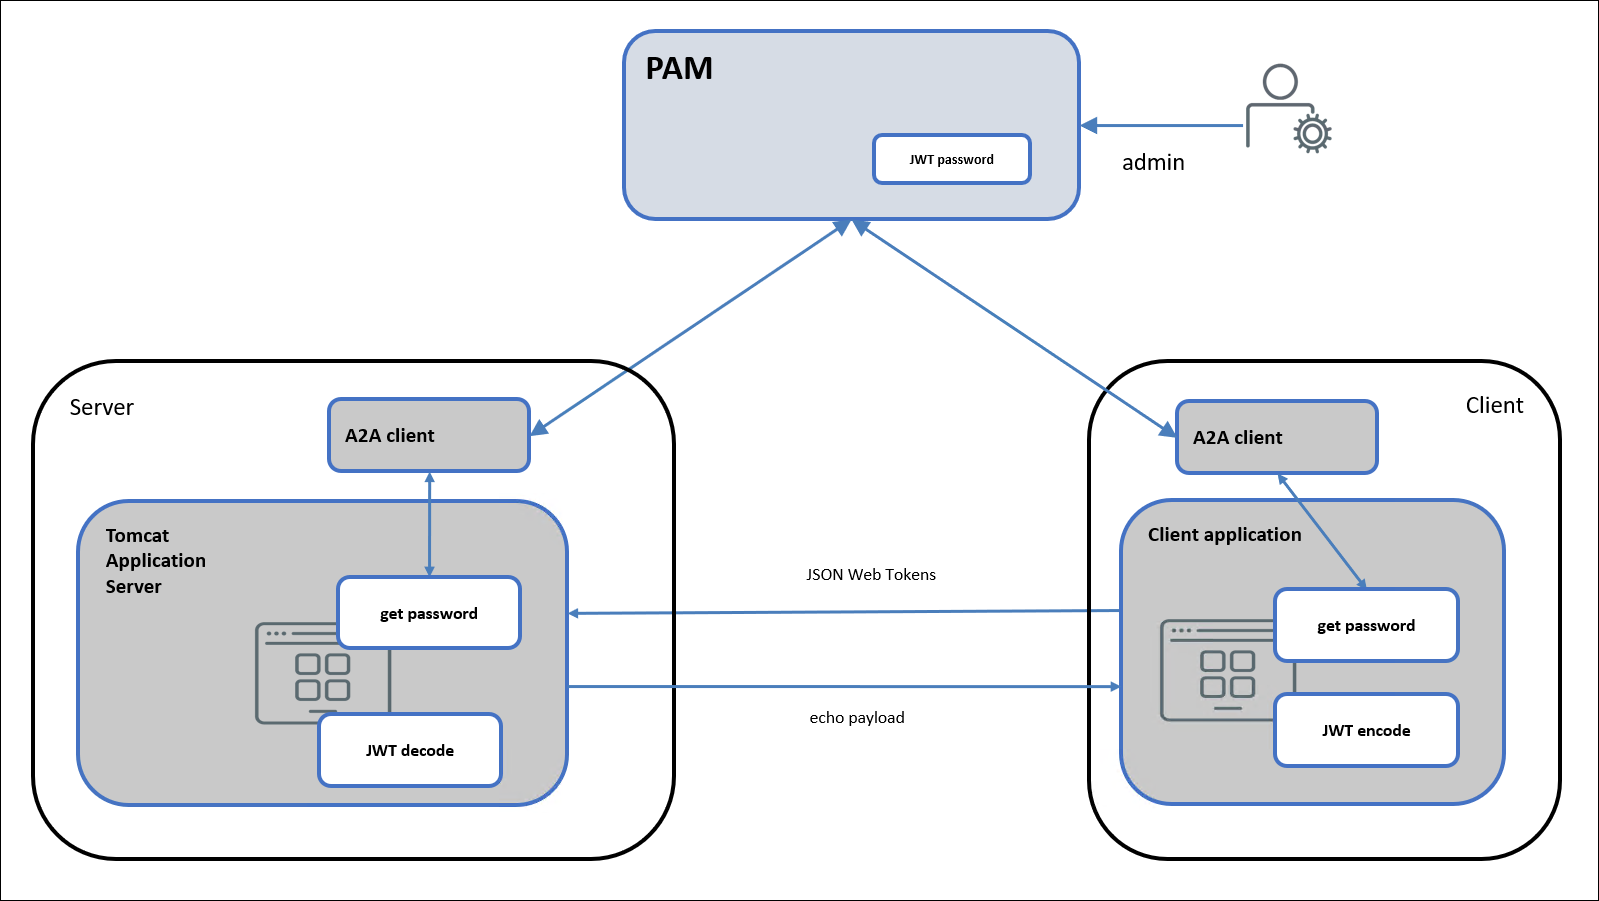 PAM
JWT password
admin
Server
A2A client
Tomcat
Application
Server
get password
JWT decode
JSON Web Tokens
echo payload
Client
A2A client
Client application
get password
JWT encode